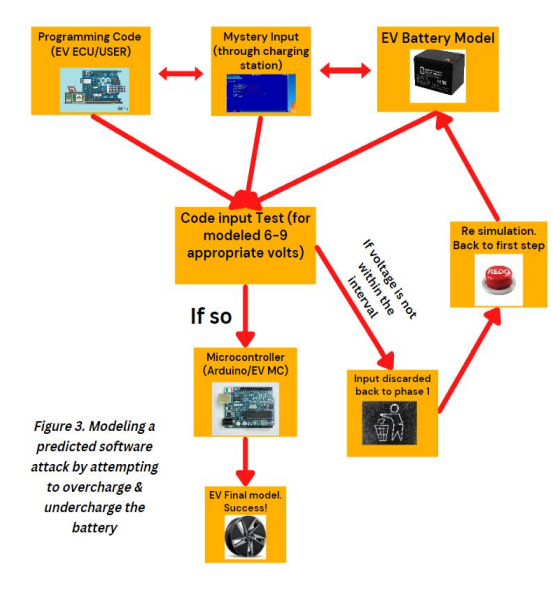 Programming Code
(EV ECU/USER)
Mystery Input
(through charging
station)
EV Battery Model
Code input Test (for
modeled 6-9
appropriate volts)
If voltage is not
within the
interval
Re simulation.
Back to first step
REDO
If so
Microcontroller
(Arduino/EV MC)
Input discarded
back to phase 1
Figure 3. Modeling a
predicted software
attack by attempting
to overcharge &
undercharge the
battery
EV Final model.
Success!